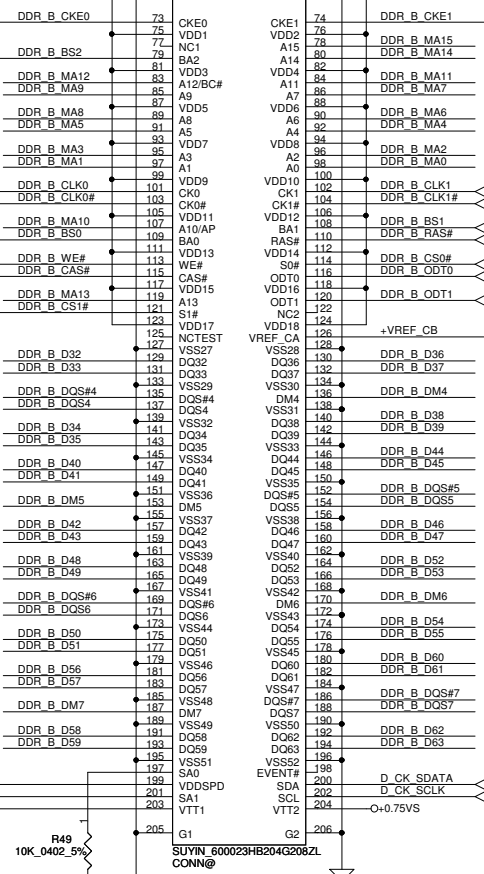 DDR_B_CKE0 73 CKE0 CKE1 74 DDR_B_CKE1
75 VDD1 VDD2 76
77 NC1 A15 78 DDR_B_MA15
DDR_B_BS2 79 BA2 A14 80 DDR_B_MA14
81 VDD3 VDD4 82
DDR_B_MA12 83 A12/BC# A11 84 DDR_B_MA11
DDR_B_MA9 85 A9 A7 86 DDR_B_MA7
87 VDD5 VDD6 88
DDR_B_MA8 89 A8 A6 90 DDR_B_MA6
DDR_B_MA5 91 A5 A4 92 DDR_B_MA4
93 VDD7 VDD8 94
DDR_B_MA3 95 A3 A2 96 DDR_B_MA2
DDR_B_MA1 97 A1 A0 98 DDR_B_MA0
99 VDD9 VDD10 100
DDR_B_CLK0 101 CK0 CK1 102 DDR_B_CLK1
DDR_B_CLK0# 103 CK0# CK1# 104 DDR_B_CLK1#
105 VDD11 VDD12 106
DDR_B_MA10 107 A10/AP BA1 108 DDR_B_BS1
DDR_B_BS0 109 BA0 RAS# 110 DDR_B_RAS#
111 VDD13 VDD14 112
DDR_B_WE# 113 WE# S0# 114 DDR_B_CS0#
DDR_B_CAS# 115 CAS# ODT0 116 DDR_B_ODT0
117 VDD15 VDD16 118
DDR_B_MA13 119 A13 ODT1 120 DDR_B_ODT1
DDR_B_CS1# 121 S1# NC2 122
123 VDD17 VDD18 124
125 NCTEST VREF_CA 126 +VREF_CB
127 VSS27 VSS28 128
DDR_B_D32 129 DQ32 DQ36 130 DDR_B_D36
DDR_B_D33 131 DQ33 DQ37 132 DDR_B_D37
133 VSS29 VSS30 134
DDR_B_DQS#4 135 DQS#4 DM4 136 DDR_B_DM4
DDR_B_DQS4 137 DQS4 VSS31 138
139 VSS32 DQ38 140 DDR_B_D38
DDR_B_D34 141 DQ34 DQ39 142 DDR_B_D39
DDR_B_D35 143 DQ35 VSS33 144
145 VSS34 DQ44 146 DDR_B_D44
DDR_B_D40 147 DQ40 DQ45 148 DDR_B_D45
DDR_B_D41 149 DQ41 VSS35 150
151 VSS36 DQS#5 152 DDR_B_DQS#5
DDR_B_DM5 153 DM5 DQS5 154 DDR_B_DQS5
155 VSS37 VSS38 156
DDR_B_D42 157 DQ42 DQ46 158 DDR_B_D46
DDR_B_D43 159 DQ43 DQ47 160 DDR_B_D47
161 VSS39 VSS40 162
DDR_B_D48 163 DQ48 DQ52 164 DDR_B_D52
DDR_B_D49 165 DQ49 DQ53 166 DDR_B_D53
167 VSS41 VSS42 168
DDR_B_DQS#6 169 DQS#6 DM6 170 DDR_B_DM6
DDR_B_DQS6 171 DQS6 VSS43 172
173 VSS44 DQ54 174 DDR_B_D54
DDR_B_D50 175 DQ50 DQ55 176 DDR_B_D55
DDR_B_D51 177 DQ51 VSS45 178
179 VSS46 DQ60 180 DDR_B_D60
DDR_B_D56 181 DQ56 DQ61 182 DDR_B_D61
DDR_B_D57 183 DQ57 VSS47 184
185 VSS48 DQS#7 186 DDR_B_DQS#7
DDR_B_DM7 187 DM7 DQS7 188 DDR_B_DQS7
189 VSS49 VSS50 190
DDR_B_D58 191 DQ58 DQ62 192 DDR_B_D62
DDR_B_D59 193 DQ59 DQ63 194 DDR_B_D63
195 VSS51 VSS52 196
197 SA0 EVENT# 198
199 VDDSPD SDA 200 D_CK_SDATA
201 SA1 SCL 202 D_CK_SCLK
203 VTT1 VTT2 204 +0.75VS
1
205 G1 G2 206
R49
10K_0402_5%
SUYIN_600023HB204G208ZL
CONN@